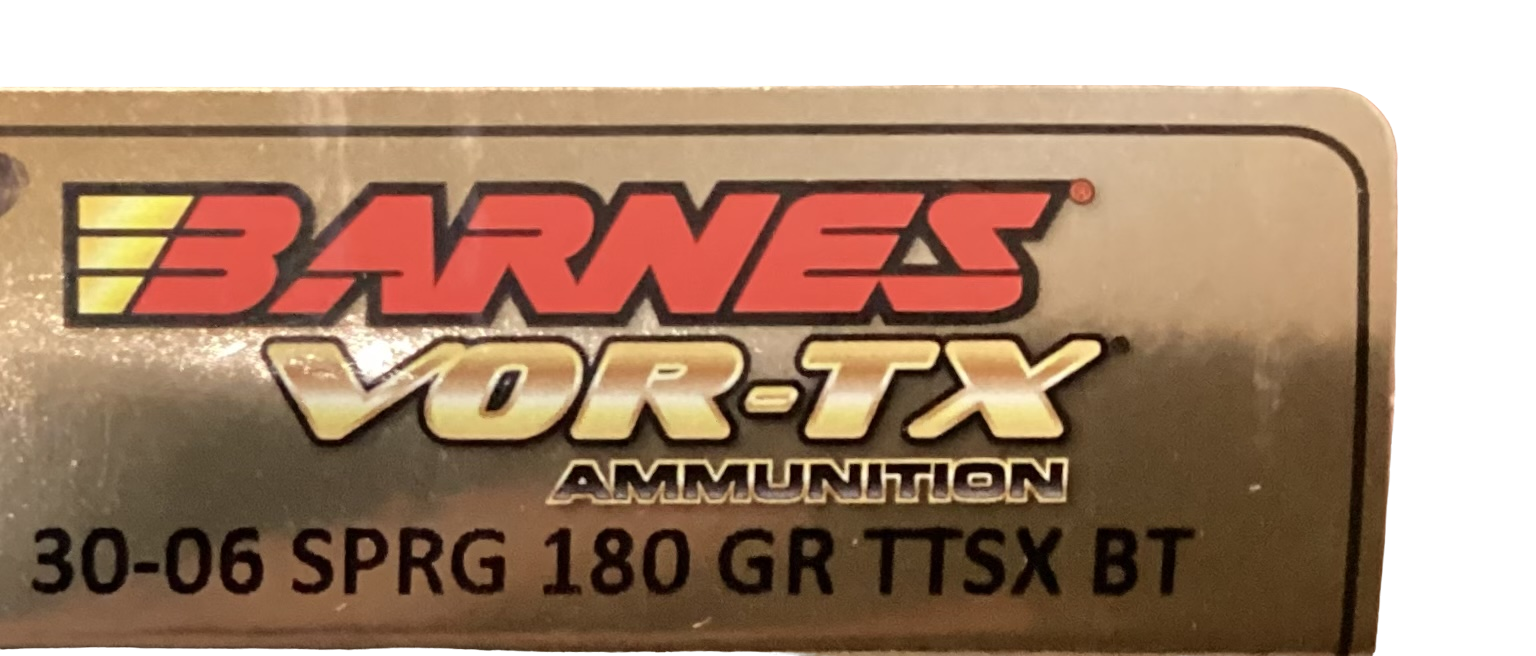 BARNES®
VOR-TX
AMMUNITION
30-06 SPRG 180 GR TTSX BT